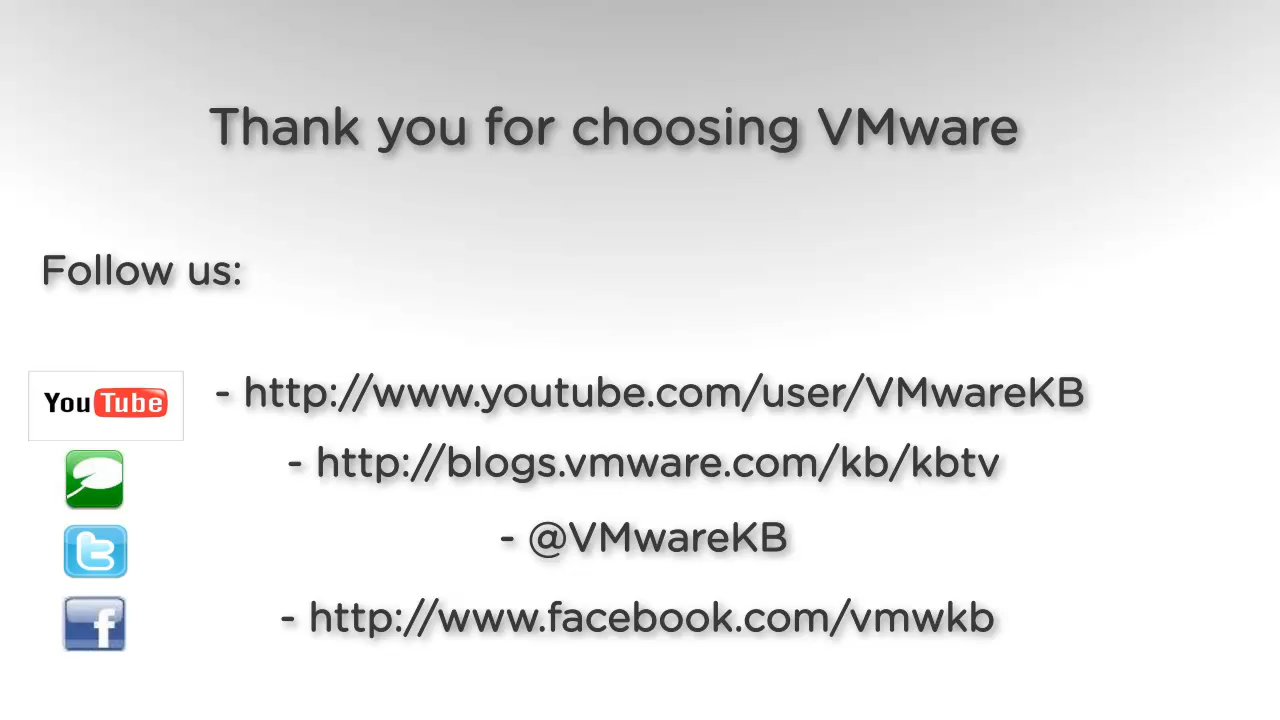 Thank you for choosing VMware
Follow us:
YouTube - http://www.youtube.com/user/VMwareKB
- http://blogs.vmware.com/kb/kbtv
t - @VMwareKB
f - http://www.facebook.com/vmwkb